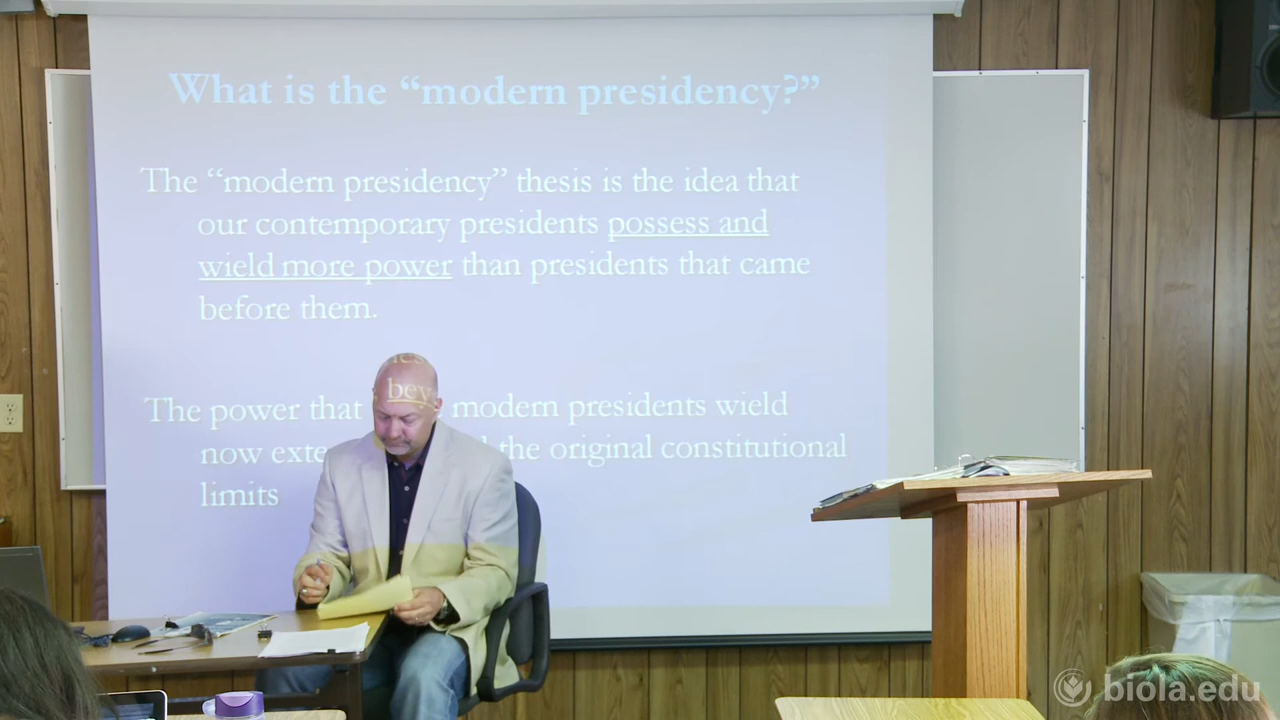 What is the “modern presidency?”
The “modern presidency” thesis is the idea that
our contemporary presidents possess and
wield more power than presidents that came
before them.
The power that modern presidents wield
now exte the original constitutional
limits
biola.edu